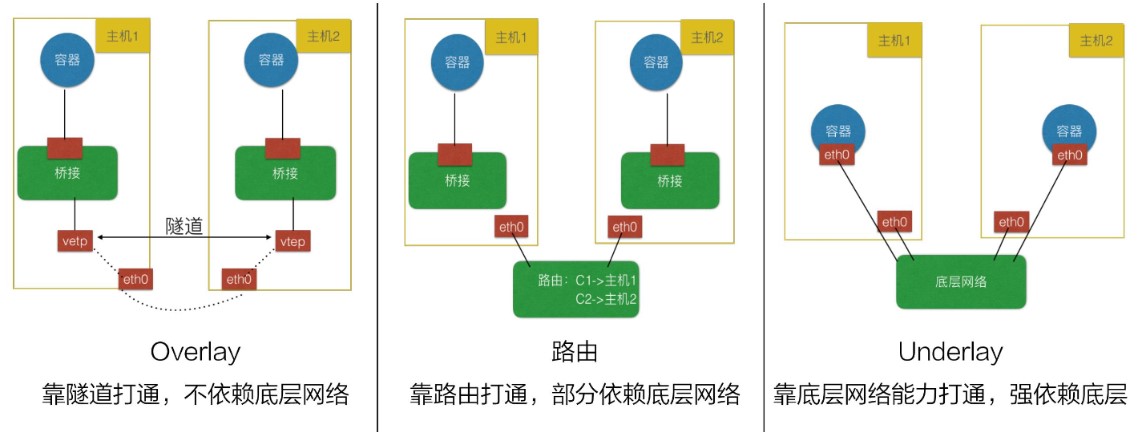 主机1
容器
桥接
vetp
eth0
主机2
容器
桥接
vtep
eth0
隧道
Overlay
靠隧道打通，不依赖底层网络
主机1
容器
桥接
eth0
主机2
容器
桥接
eth0
路由：C1->主机1
C2->主机2
路由
靠路由打通，部分依赖底层网络
主机1
容器
eth0
eth0
主机2
容器
eth0
eth0
底层网络
Underlay
靠底层网络能力打通，强依赖底层